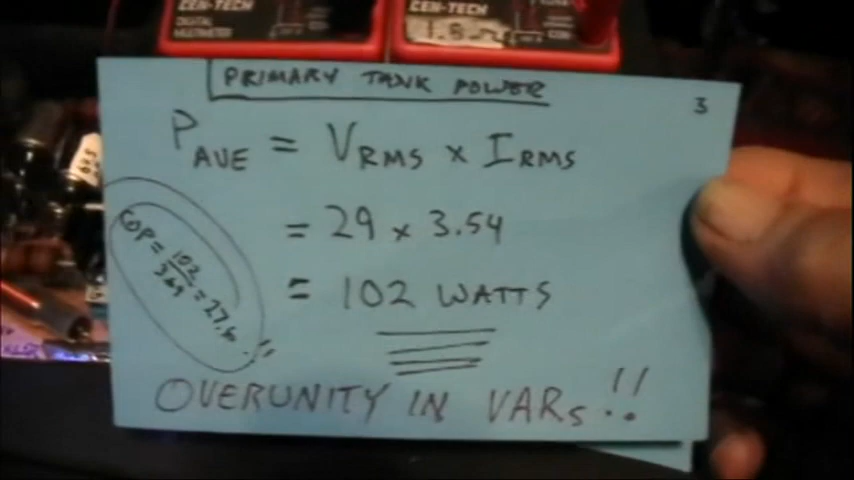 CEN-TECH CEN-TECH
DIGITAL
MULTIMETER
PRIMARY TANK POWER
3
PAVE = VRMS x IRMS
= 29 x 3.54
= 102 WATTS
COP = 102/3.69 = 27.6 !!
OVERUNITY IN VARs !!